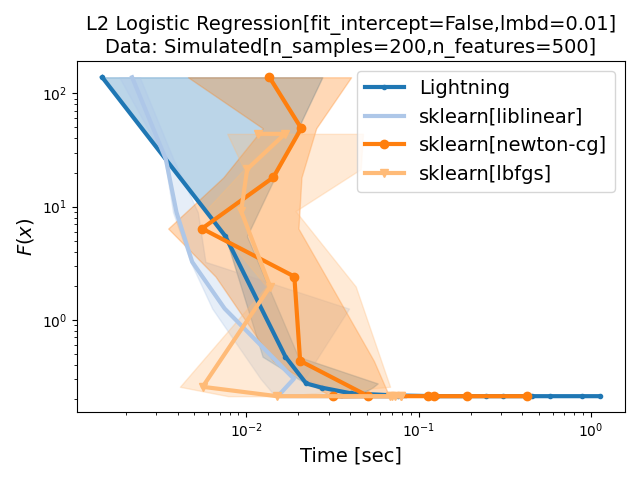 L2 Logistic Regression[fit_intercept=False,lmbd=0.01]
Data: Simulated[n_samples=200,n_features=500]
Lightning
sklearn[liblinear]
sklearn[newton-cg]
sklearn[lbfgs]
F(x)
10²
10¹
10⁰
10⁻²
10⁻¹
10⁰
Time [sec]